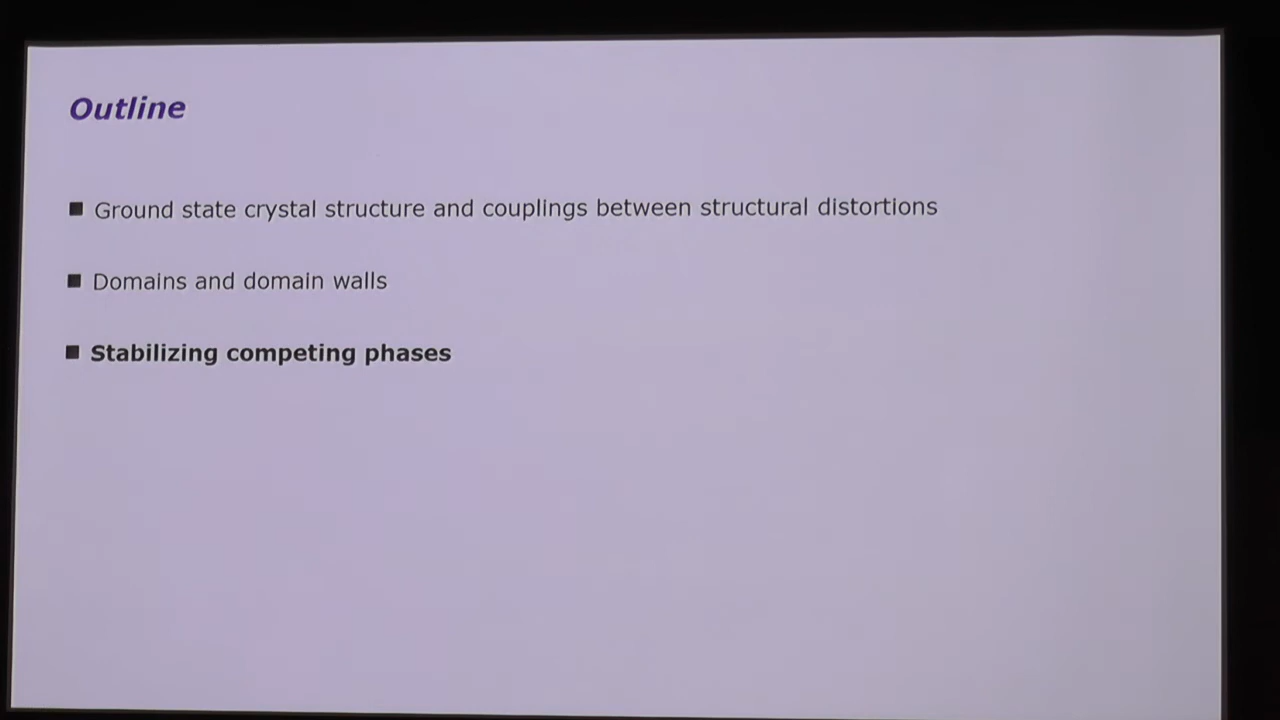 Outline
Ground state crystal structure and couplings between structural distortions
Domains and domain walls
Stabilizing competing phases